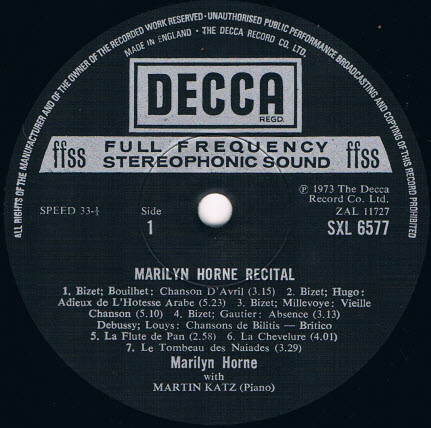 ALL RIGHTS OF THE MANUFACTURER AND OF THE OWNER OF THE RECORDED WORK RESERVED · UNAUTHORISED PUBLIC PERFORMANCE BROADCASTING AND COPYING OF THIS RECORD PROHIBITED
MADE IN ENGLAND · THE DECCA RECORD CO. LTD.
DECCA
REGD.
ffss FULL FREQUENCY ffss
STEREOPHONIC SOUND
℗ 1973 The Decca
Record Co. Ltd.
SPEED 33-⅓ Side ZAL 11727
1 SXL 6577
MARILYN HORNE RECITAL
1, Bizet; Bouilhet: Chanson D'Avril (3.15) 2. Bizet; Hugo:
Adieux de L'Hotesse Arabe (5.23) 3. Bizet; Millevoye: Vieille
Chanson (5.10) 4. Bizet; Gautier: Absence (3.13)
Debussy; Louys: Chansons de Bilitis — Britico
5. La Flute de Pan (2.58) 6. La Chevelure (4.01)
7. Le Tombeau des Naiades (3.29)
Marilyn Horne
with
MARTIN KATZ (Piano)